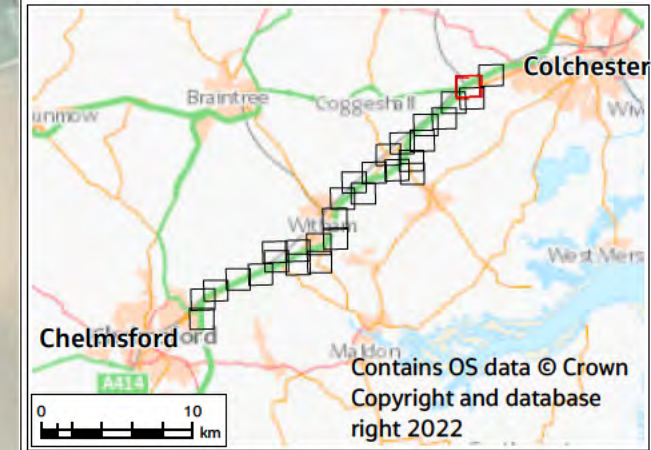 Colchester
Braintree
Coggeshall
unmow
Witham
West Mers
Chelmsford
Maldon
A414
Contains OS data © Crown
Copyright and database
right 2022
0 10
km